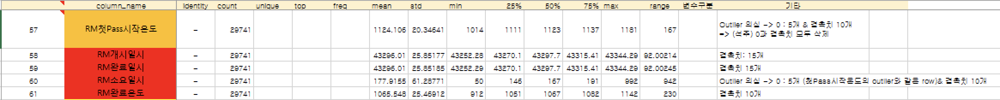 column_name identity count unique top freq mean std min 25% 50% 75% max range 변수구분 기타
57 RM첫Pass시작온도 - 29741 1124.106 20.34641 1014 1111 1123 1137 1181 167 Outlier 의심 -> 0 : 5개 & 결측치 10개
=> (석주) 0과 결측치 모두 삭제
58 RM개시일시 - 29741 43296.01 25.85177 43252.28 43270.1 43297.7 43315.41 43344.29 92.00214 결측치: 15개
59 RM완료일시 - 29741 43296.01 25.85185 43252.29 43270.1 43297.7 43315.41 43344.29 92.00245 결측치 15개
60 RM소요일시 - 29741 177.9155 61.28771 50 146 167 191 992 942 Outlier 의심 -> 0 : 5개 (첫Pass시작온도의 outlier와 같은 row)& 결측치 10개
61 RM완료온도 - 29741 1065.548 25.46912 912 1051 1067 1082 1142 230 결측치 10개